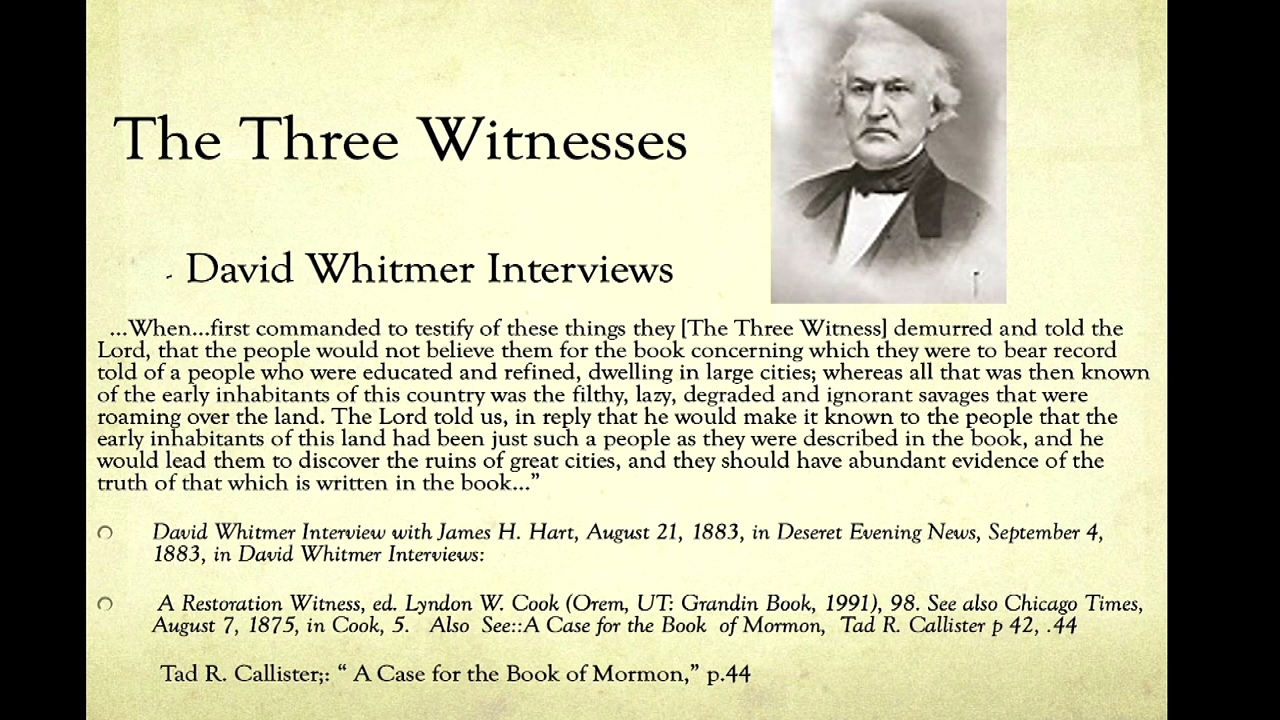 The Three Witnesses
- David Whitmer Interviews
...When...first commanded to testify of these things they [The Three Witness] demurred and told the
Lord, that the people would not believe them for the book concerning which they were to bear record
told of a people who were educated and refined, dwelling in large cities; whereas all that was then known
of the early inhabitants of this country was the filthy, lazy, degraded and ignorant savages that were
roaming over the land. The Lord told us, in reply that he would make it known to the people that the
early inhabitants of this land had been just such a people as they were described in the book, and he
would lead them to discover the ruins of great cities, and they should have abundant evidence of the
truth of that which is written in the book...”
David Whitmer Interview with James H. Hart, August 21, 1883, in Deseret Evening News, September 4,
1883, in David Whitmer Interviews:
A Restoration Witness, ed. Lyndon W. Cook (Orem, UT: Grandin Book, 1991), 98. See also Chicago Times,
August 7, 1875, in Cook, 5. Also See::A Case for the Book of Mormon, Tad R. Callister p 42, .44
Tad R. Callister;: “ A Case for the Book of Mormon,” p.44